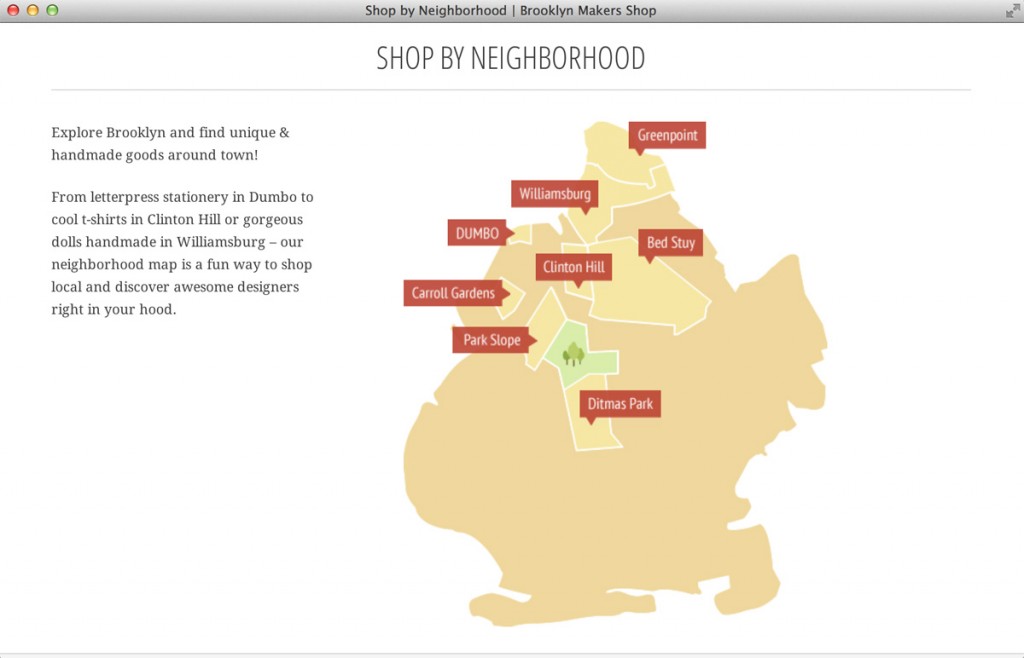 Shop by Neighborhood | Brooklyn Makers Shop
SHOP BY NEIGHBORHOOD
Explore Brooklyn and find unique &
handmade goods around town!
From letterpress stationery in Dumbo to
cool t-shirts in Clinton Hill or gorgeous
dolls handmade in Williamsburg – our
neighborhood map is a fun way to shop
local and discover awesome designers
right in your hood.
Greenpoint
Williamsburg
DUMBO
Bed Stuy
Clinton Hill
Carroll Gardens
Park Slope
Ditmas Park